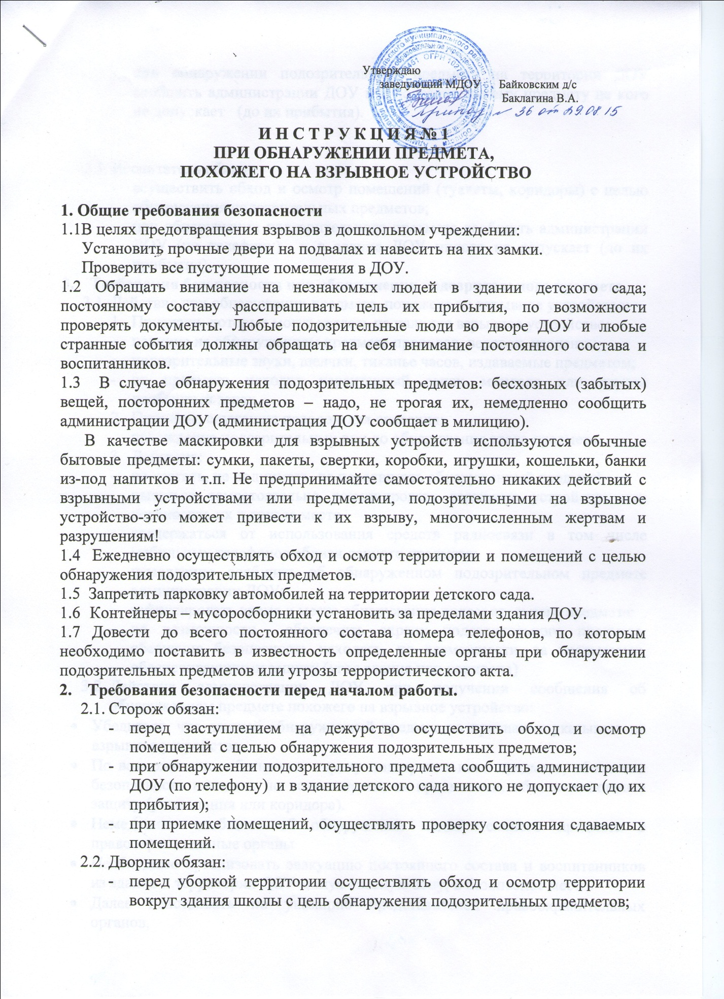 Утверждаю
заведующий МДОУ Байковским д/с
Баклагина В.А.
Приказ № 36 от 29.08.15
Байковский
детский сад
И Н С Т Р У К Ц И Я № 1
ПРИ ОБНАРУЖЕНИИ ПРЕДМЕТА,
ПОХОЖЕГО НА ВЗРЫВНОЕ УСТРОЙСТВО
1. Общие требования безопасности
1.1В целях предотвращения взрывов в дошкольном учреждении:
Установить прочные двери на подвалах и навесить на них замки.
Проверить все пустующие помещения в ДОУ.
1.2 Обращать внимание на незнакомых людей в здании детского сада;
постоянному составу расспрашивать цель их прибытия, по возможности
проверять документы. Любые подозрительные люди во дворе ДОУ и любые
странные события должны обращать на себя внимание постоянного состава и
воспитанников.
1.3 В случае обнаружения подозрительных предметов: бесхозных (забытых)
вещей, посторонних предметов – надо, не трогая их, немедленно сообщить
администрации ДОУ (администрация ДОУ сообщает в милицию).
В качестве маскировки для взрывных устройств используются обычные
бытовые предметы: сумки, пакеты, свертки, коробки, игрушки, кошельки, банки
из-под напитков и т.п. Не предпринимайте самостоятельно никаких действий с
взрывными устройствами или предметами, подозрительными на взрывное
устройство-это может привести к их взрыву, многочисленным жертвам и
разрушениям!
1.4 Ежедневно осуществлять обход и осмотр территории и помещений с целью
обнаружения подозрительных предметов.
1.5 Запретить парковку автомобилей на территории детского сада.
1.6 Контейнеры – мусоросборники установить за пределами здания ДОУ.
1.7 Довести до всего постоянного состава номера телефонов, по которым
необходимо поставить в известность определенные органы при обнаружении
подозрительных предметов или угрозы террористического акта.
2. Требования безопасности перед началом работы.
2.1. Сторож обязан:
- перед заступлением на дежурство осуществить обход и осмотр
помещений с целью обнаружения подозрительных предметов;
- при обнаружении подозрительного предмета сообщить администрации
ДОУ (по телефону) и в здание детского сада никого не допускает (до их
прибытия);
- при приемке помещений, осуществлять проверку состояния сдаваемых
помещений.
2.2. Дворник обязан:
- перед уборкой территории осуществлять обход и осмотр территории
вокруг здания школы с цель обнаружения подозрительных предметов;